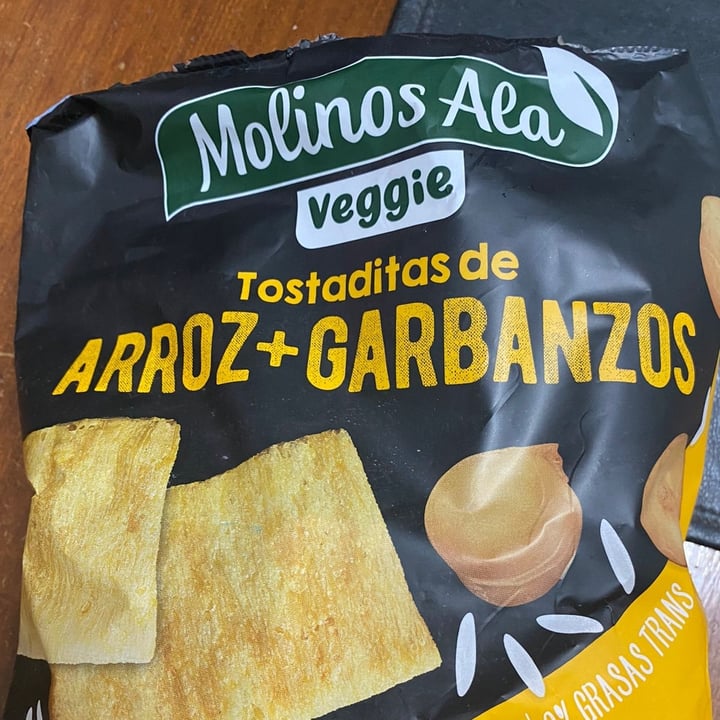 Molinos Ala
veggie
Tostaditas de
ARROZ+GARBANZOS
GRASAS TRANS